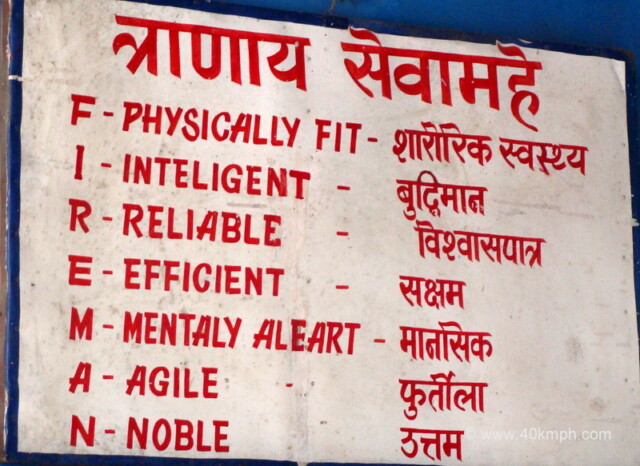 त्राणाय सेवामहे
F - PHYSICALLY FIT - शारीरिक स्वस्थ्य
I - INTELIGENT - बुद्धिमान
R - RELIABLE - विश्वासपात्र
E - EFFICIENT - सक्षम
M - MENTALY ALEART - मानसिक
A - AGILE - फुर्तीला
N - NOBLE उत्तम
© www.40kmph.com